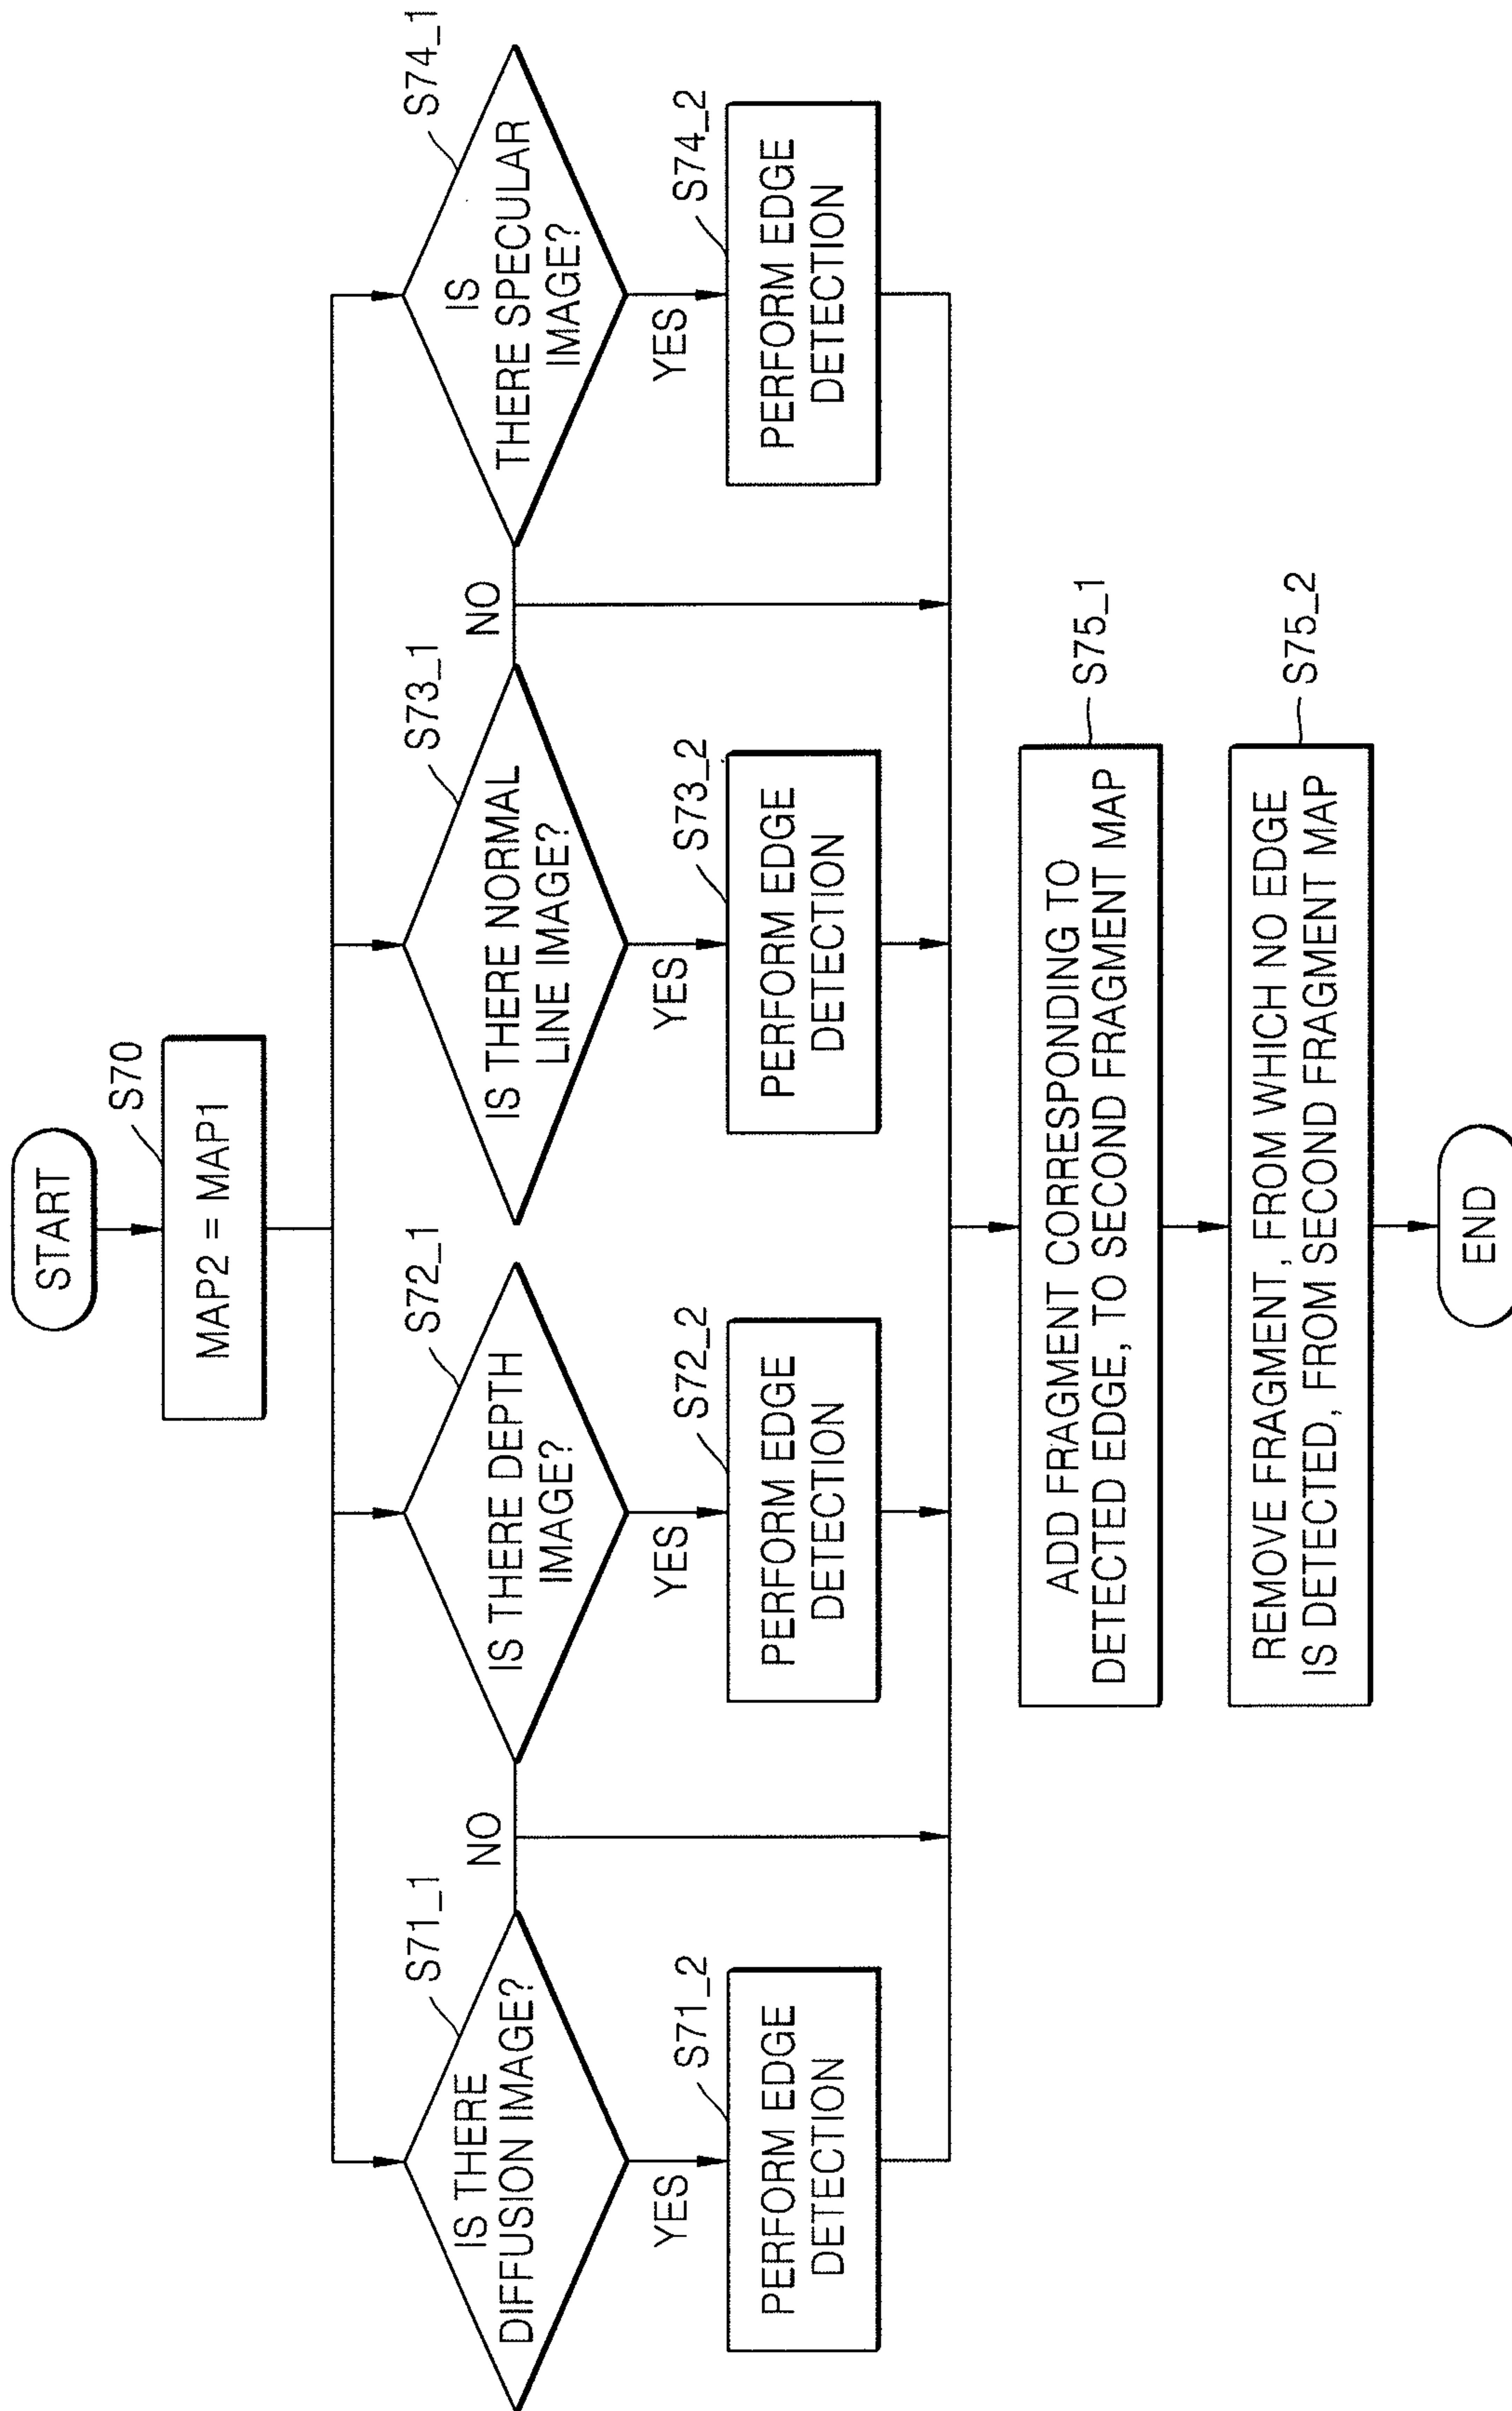 START
S70
MAP2 = MAP1
S71_1
IS THERE
DIFFUSION IMAGE?
NO
S72_1
IS THERE DEPTH
IMAGE?
S73_1
IS THERE NORMAL
LINE IMAGE?
NO
S74_1
IS
THERE SPECULAR
IMAGE?
YES
S71_2
PERFORM EDGE
DETECTION
YES
S72_2
PERFORM EDGE
DETECTION
YES
S73_2
PERFORM EDGE
DETECTION
YES
S74_2
PERFORM EDGE
DETECTION
ADD FRAGMENT CORRESPONDING TO
DETECTED EDGE, TO SECOND FRAGMENT MAP
S75_1
REMOVE FRAGMENT, FROM WHICH NO EDGE
IS DETECTED, FROM SECOND FRAGMENT MAP
S75_2
END